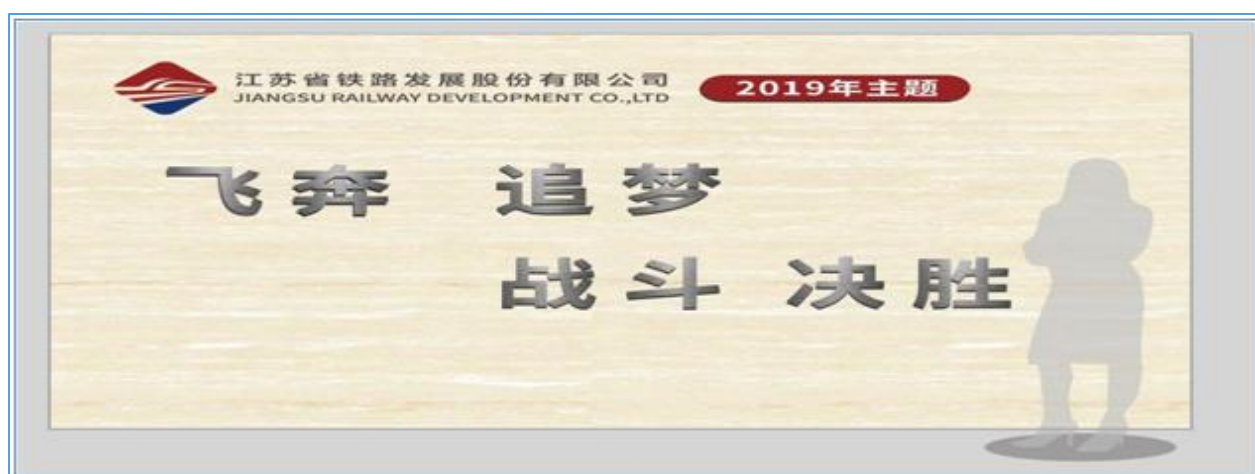 江苏省铁路发展股份有限公司
JIANGSU RAILWAY DEVELOPMENT CO.,LTD
2019年主题
飞奔 追梦
战斗 决胜